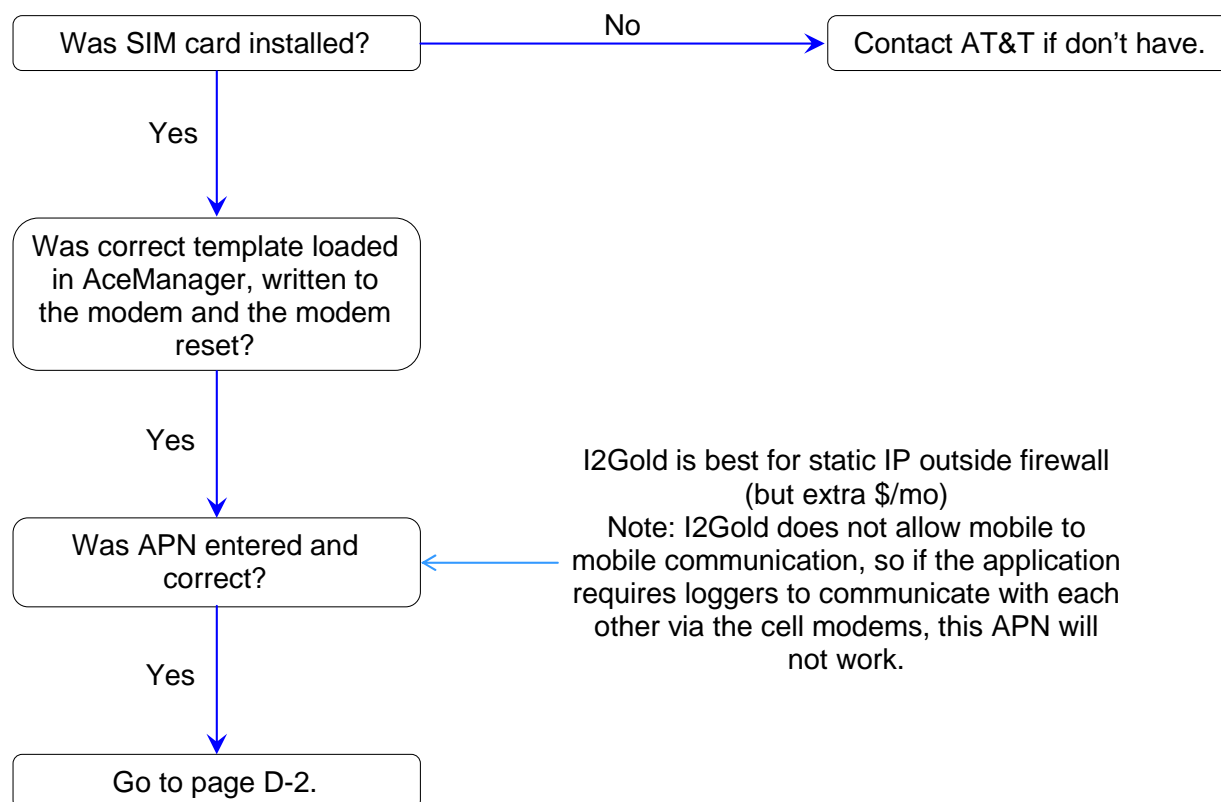 Was SIM card installed?
No
Contact AT&T if don't have.
Yes
Was correct template loaded
in AceManager, written to
the modem and the modem
reset?
Yes
I2Gold is best for static IP outside firewall
(but extra $/mo)
Note: I2Gold does not allow mobile to
mobile communication, so if the application
requires loggers to communicate with each
other via the cell modems, this APN will
not work.
Was APN entered and
correct?
Yes
Go to page D-2.